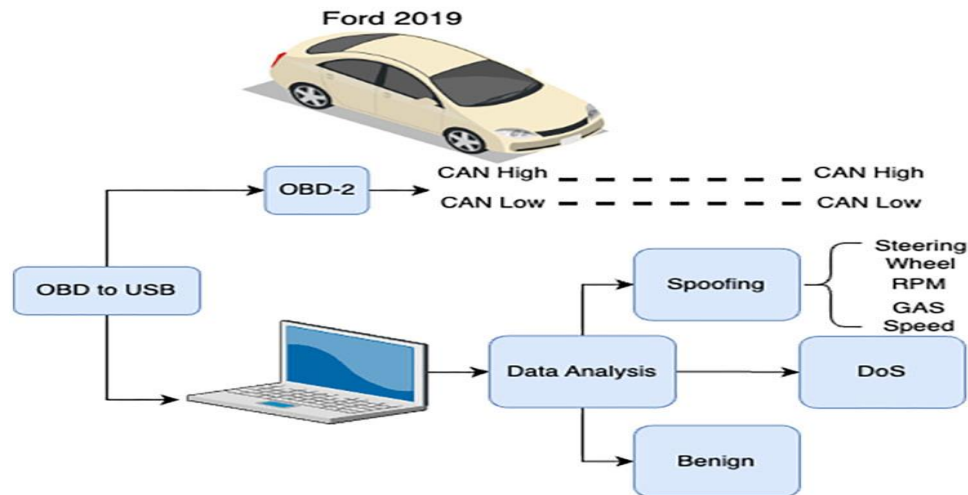 Ford 2019
OBD-2
CAN High
CAN High
CAN Low
CAN Low
OBD to USB
Spoofing
Steering
Wheel
RPM
GAS
Speed
Data Analysis
DoS
Benign